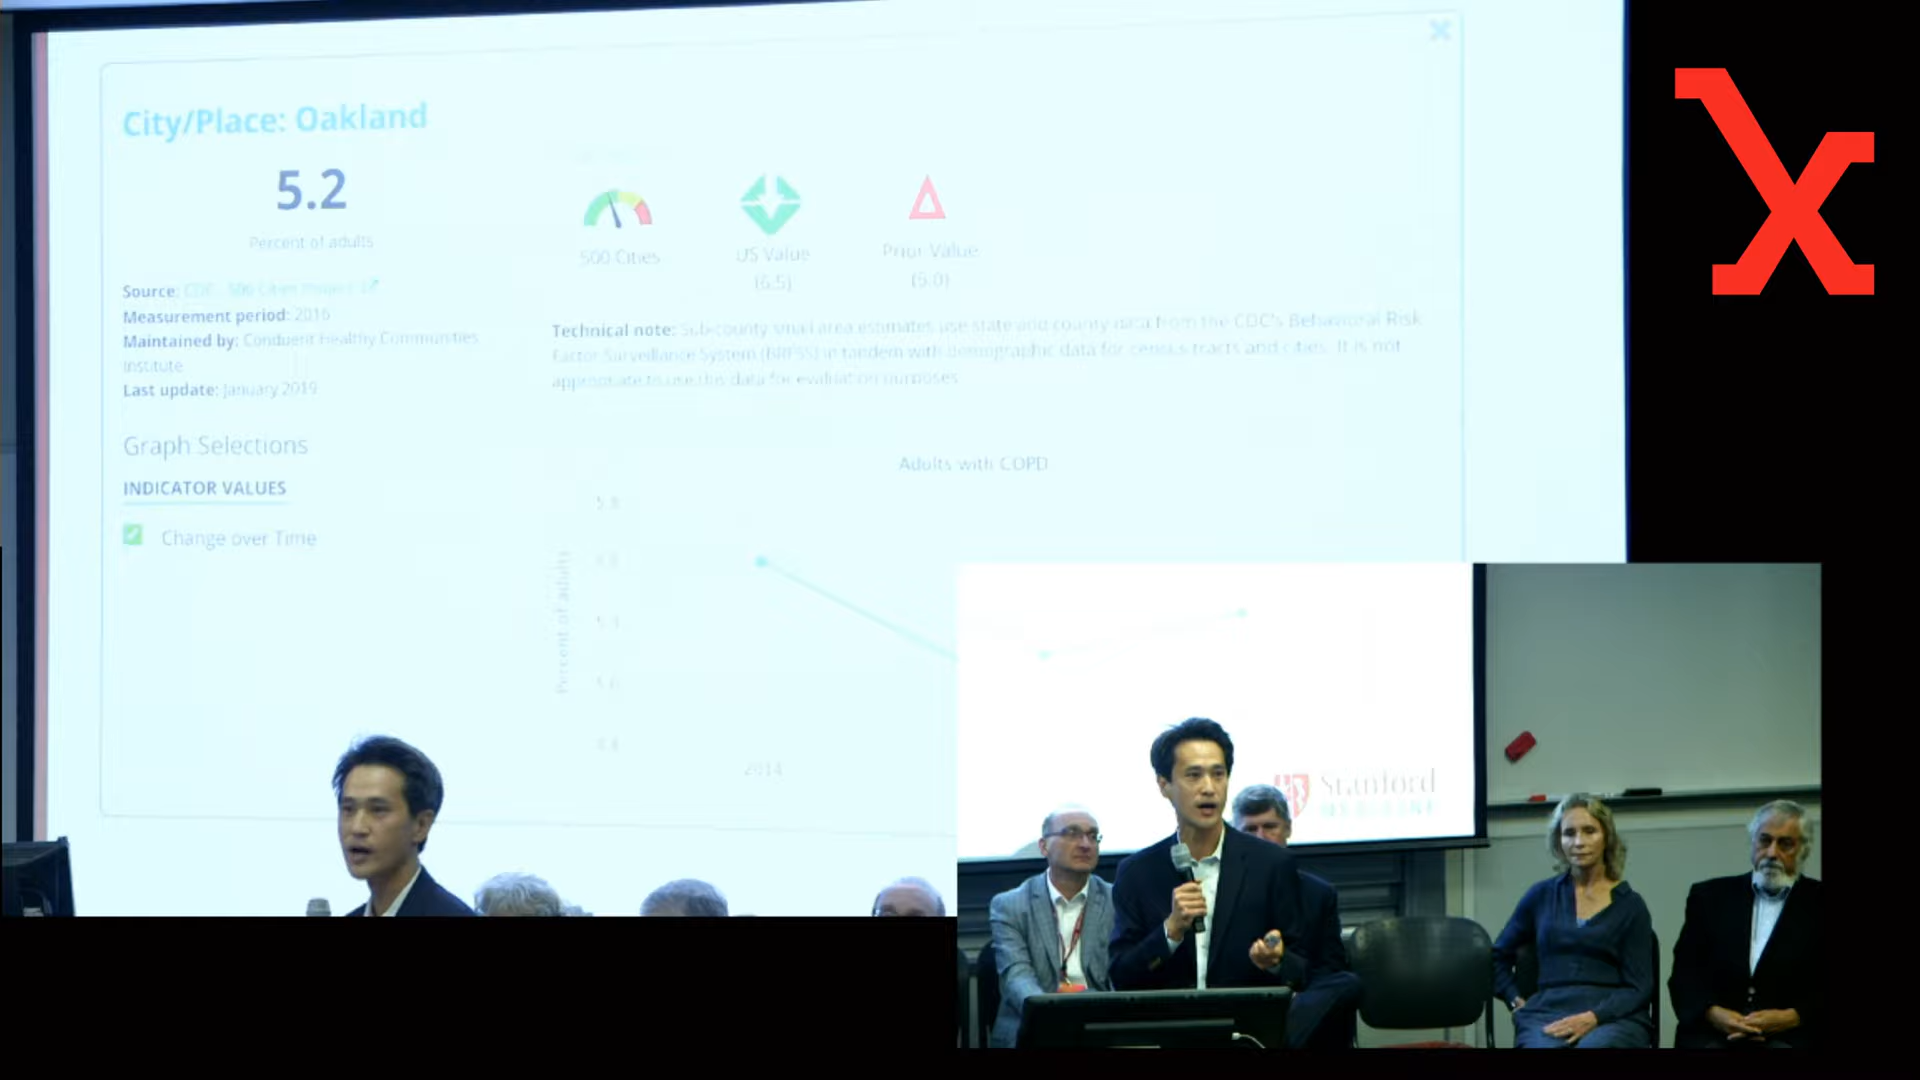 City/Place: Oakland
5.2
Percent of adults
500 Cities
US Value
(6.5)
Prior Value
(5.0)
Source: CDC - 500 Cities Project
Measurement period: 2016
Maintained by: Conduent Healthy Communities
Institute
Last update: January 2019
Technical note: Sub-county small area estimates use state and county data from the CDC's Behavioral Risk
Factor Surveillance System (BRFSS) in tandem with demographic data for census tracts and cities. It is not
appropriate to use this data for evaluation purposes.
Graph Selections
INDICATOR VALUES
Change over Time
Adults with COPD
Percent of adults
2014
Stanford
MEDICINE